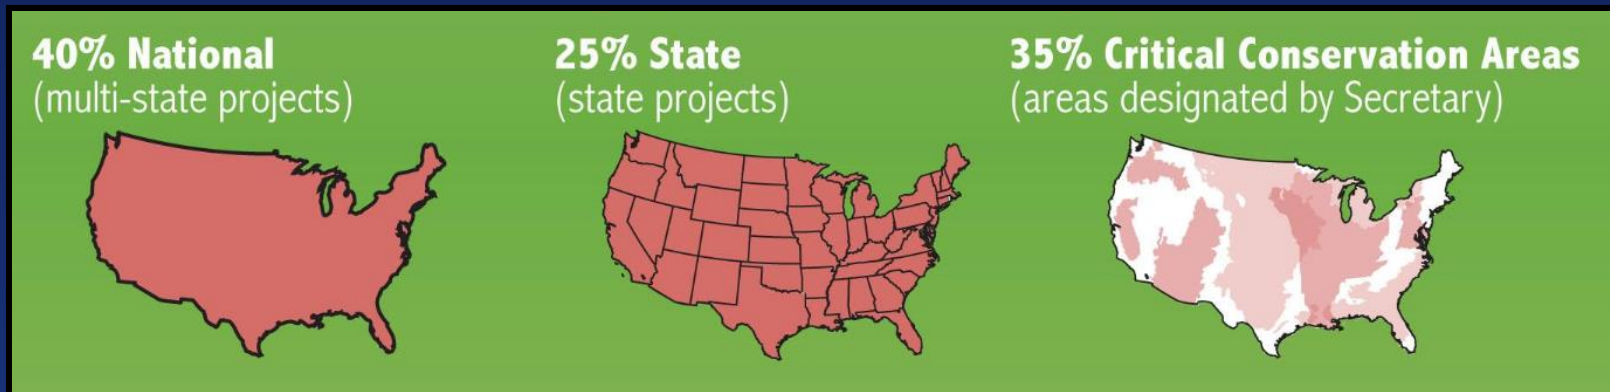 40% National
(multi-state projects)
25% State
(state projects)
35% Critical Conservation Areas
(areas designated by Secretary)